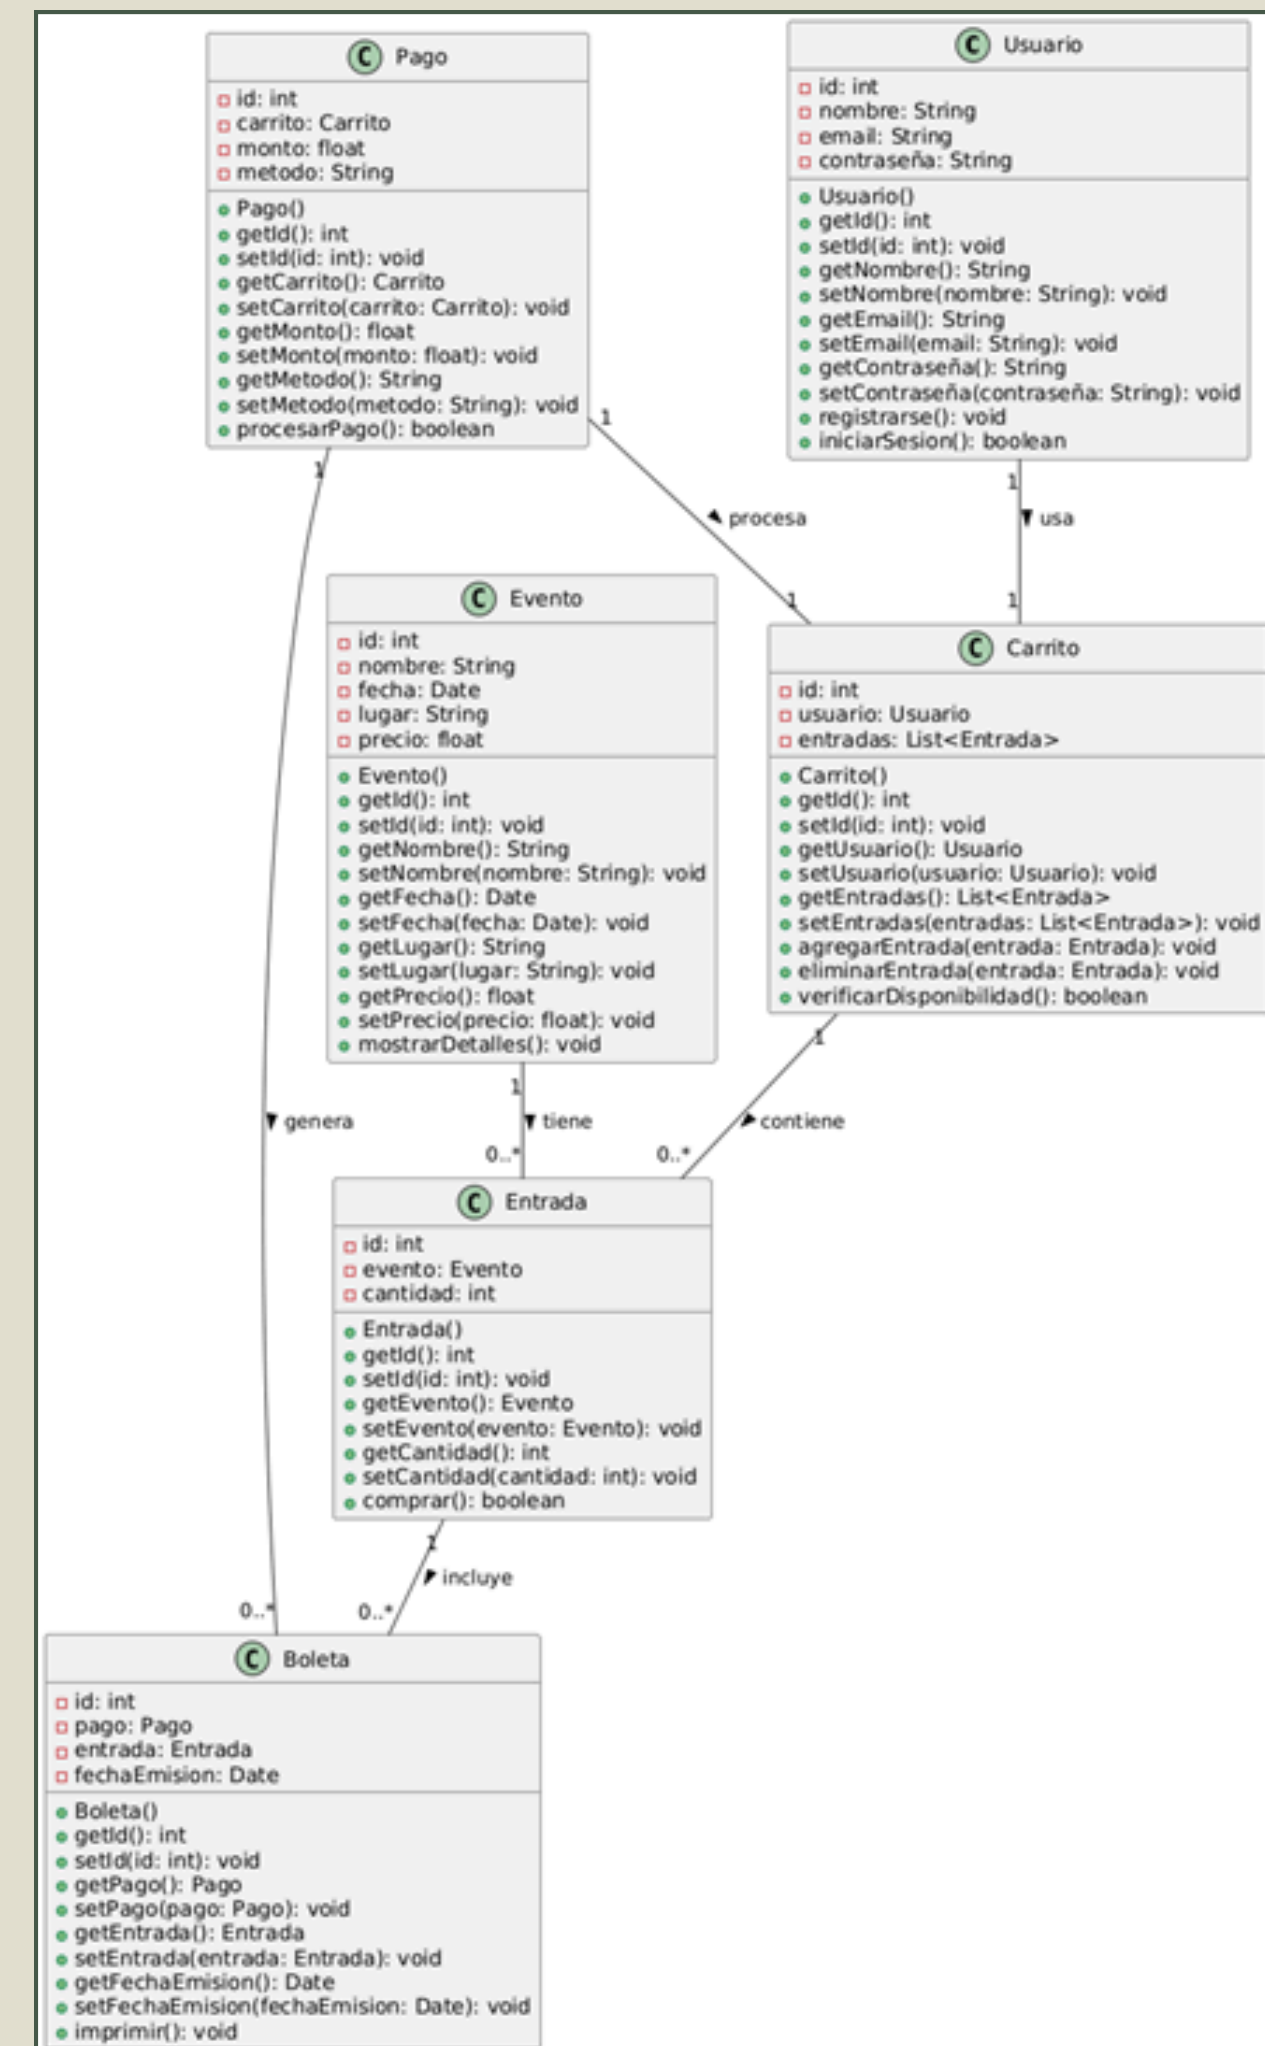 Pago
id: int
carrito: Carrito
monto: float
metodo: String
Pago()
getId(): int
setId(id: int): void
getCarrito(): Carrito
setCarrito(carrito: Carrito): void
getMonto(): float
setMonto(monto: float): void
getMetodo(): String
setMetodo(metodo: String): void
procesarPago(): boolean
Usuario
id: int
nombre: String
email: String
contraseña: String
Usuario()
getId(): int
setId(id: int): void
getNombre(): String
setNombre(nombre: String): void
getEmail(): String
setEmail(email: String): void
getContraseña(): String
setContraseña(contraseña: String): void
registrarse(): void
iniciarSesion(): boolean
1
1
1
procesa
usa
1
1
Evento
id: int
nombre: String
fecha: Date
lugar: String
precio: float
Evento()
getId(): int
setId(id: int): void
getNombre(): String
setNombre(nombre: String): void
getFecha(): Date
setFecha(fecha: Date): void
getLugar(): String
setLugar(lugar: String): void
getPrecio(): float
setPrecio(precio: float): void
mostrarDetalles(): void
Carrito
id: int
usuario: Usuario
entradas: List<Entrada>
Carrito()
getId(): int
setId(id: int): void
getUsuario(): Usuario
setUsuario(usuario: Usuario): void
getEntradas(): List<Entrada>
setEntradas(entradas: List<Entrada>): void
agregarEntrada(entrada: Entrada): void
eliminarEntrada(entrada: Entrada): void
verificarDisponibilidad(): boolean
1
1
genera
tiene
contiene
0..*
0..*
Entrada
id: int
evento: Evento
cantidad: int
Entrada()
getId(): int
setId(id: int): void
getEvento(): Evento
setEvento(evento: Evento): void
getCantidad(): int
setCantidad(cantidad: int): void
comprar(): boolean
1
incluye
0..*
0..*
Boleta
id: int
pago: Pago
entrada: Entrada
fechaEmision: Date
Boleta()
getId(): int
setId(id: int): void
getPago(): Pago
setPago(pago: Pago): void
getEntrada(): Entrada
setEntrada(entrada: Entrada): void
getFechaEmision(): Date
setFechaEmision(fechaEmision: Date): void
imprimir(): void